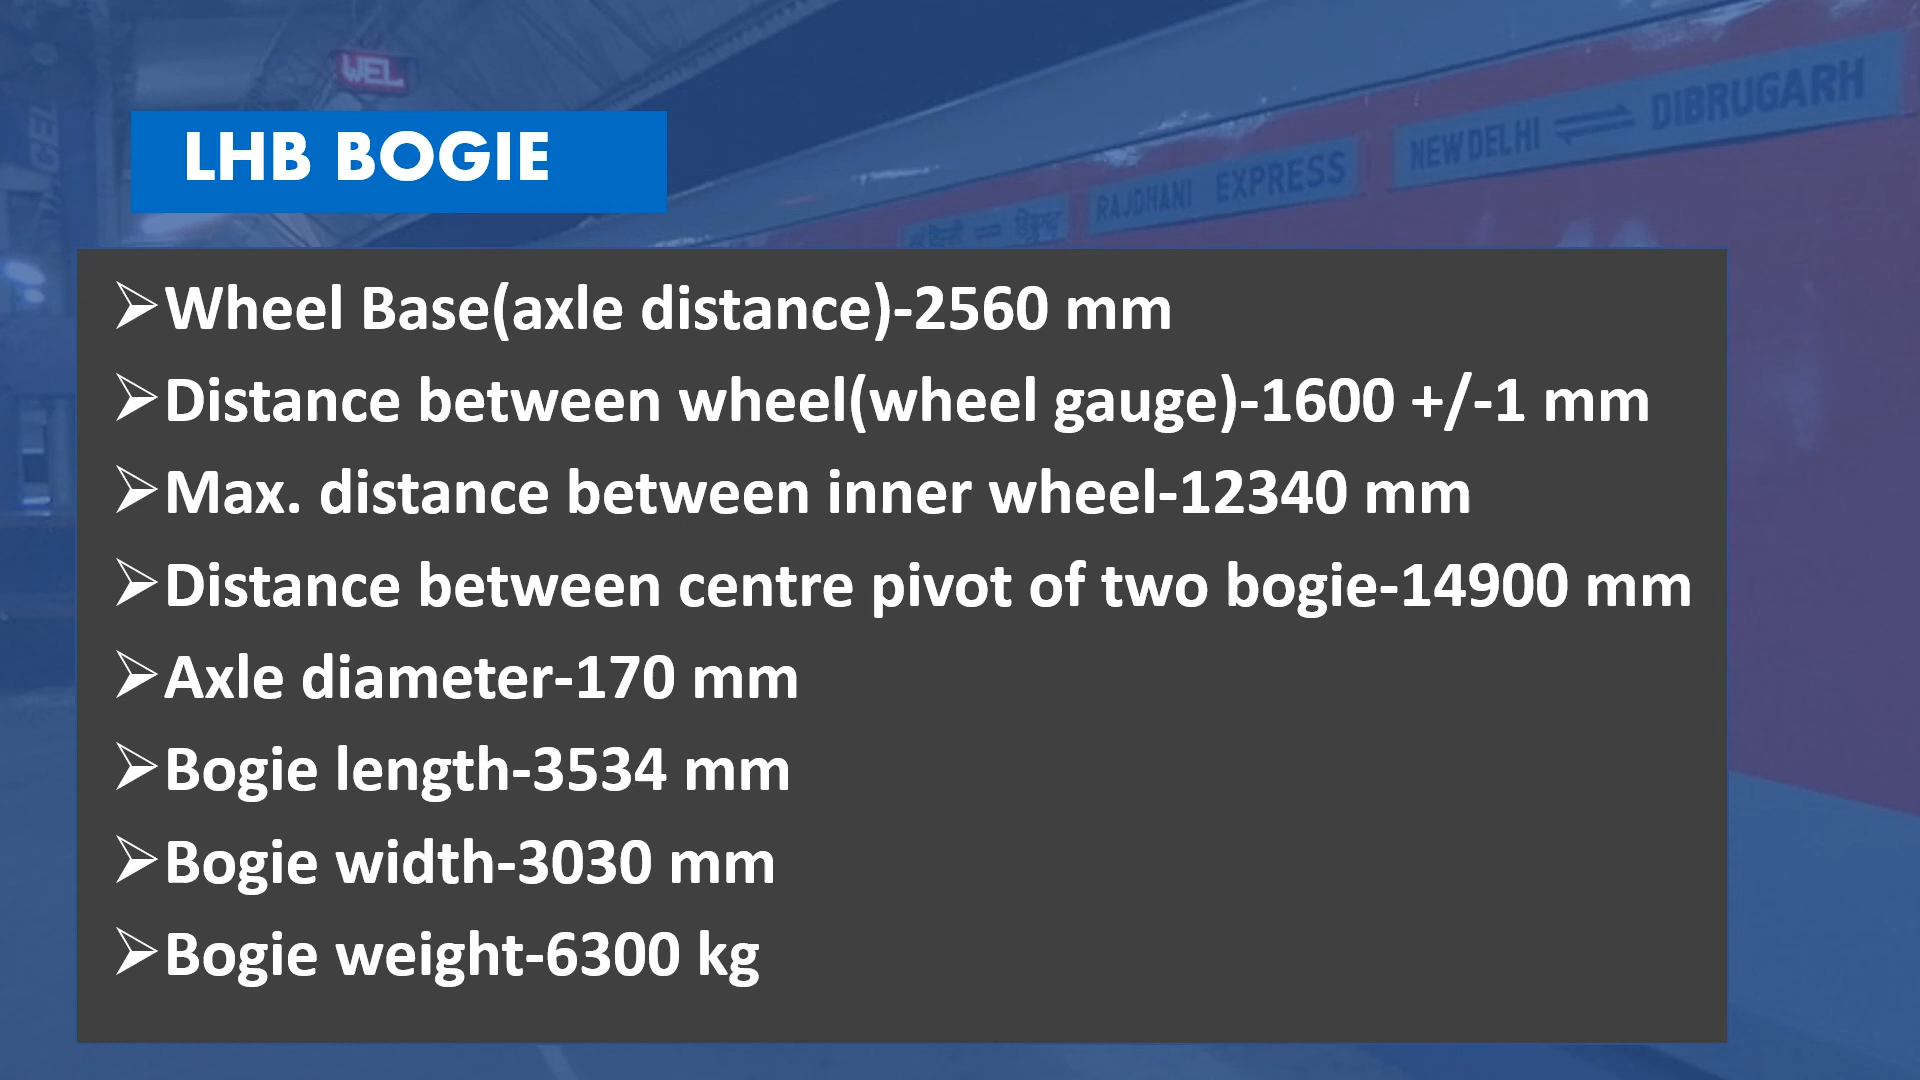 WEL
LHB BOGIE
RAJDHANI EXPRESS
NEW DELHI ⇌ DIBRUGARH
➢Wheel Base(axle distance)-2560 mm
➢Distance between wheel(wheel gauge)-1600 +/-1 mm
➢Max. distance between inner wheel-12340 mm
➢Distance between centre pivot of two bogie-14900 mm
➢Axle diameter-170 mm
➢Bogie length-3534 mm
➢Bogie width-3030 mm
➢Bogie weight-6300 kg